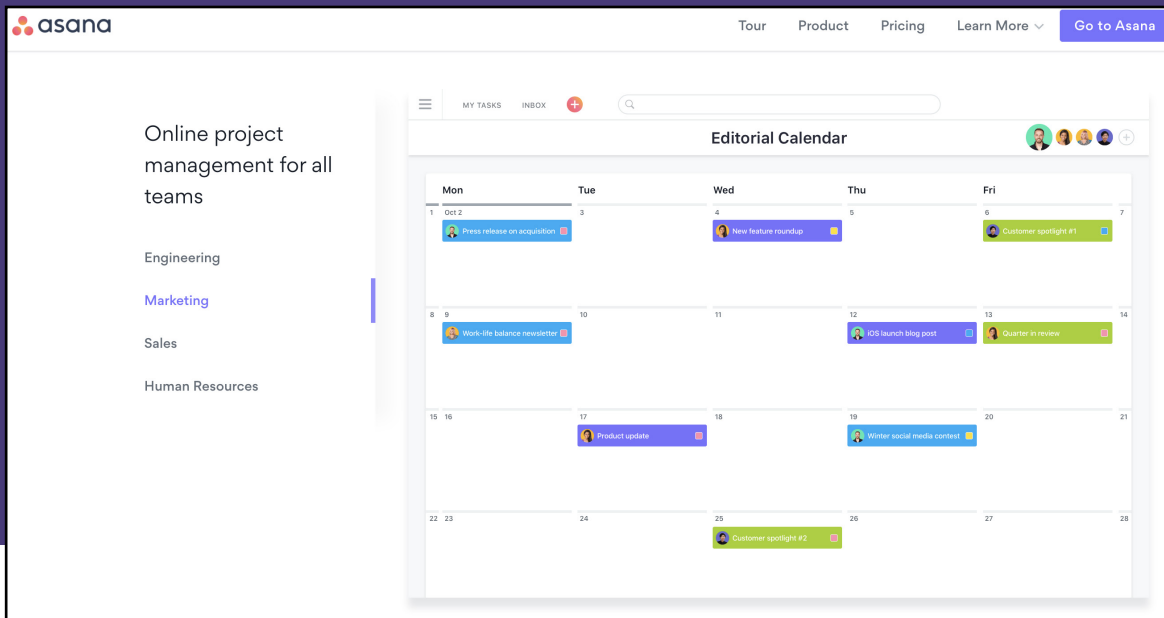 asana
Tour Product Pricing Learn More Go to Asana
Online project
management for all
teams
Engineering
Marketing
Sales
Human Resources
MY TASKS INBOX
Editorial Calendar
Mon Tue Wed Thu Fri
1 Oct 2 3 4 5 6 7
Press release on acquisition New feature roundup Customer spotlight #1
8 9 10 11 12 13 14
Work-life balance newsletter iOS launch blog post Quarter in review
15 16 17 18 19 20 21
Product update Winter social media contest
22 23 24 25 26 27 28
Customer spotlight #2